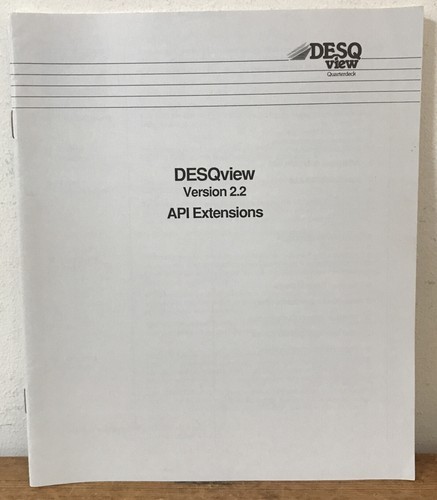 DESQ
view
Quarterdeck
DESQview
Version 2.2
API Extensions